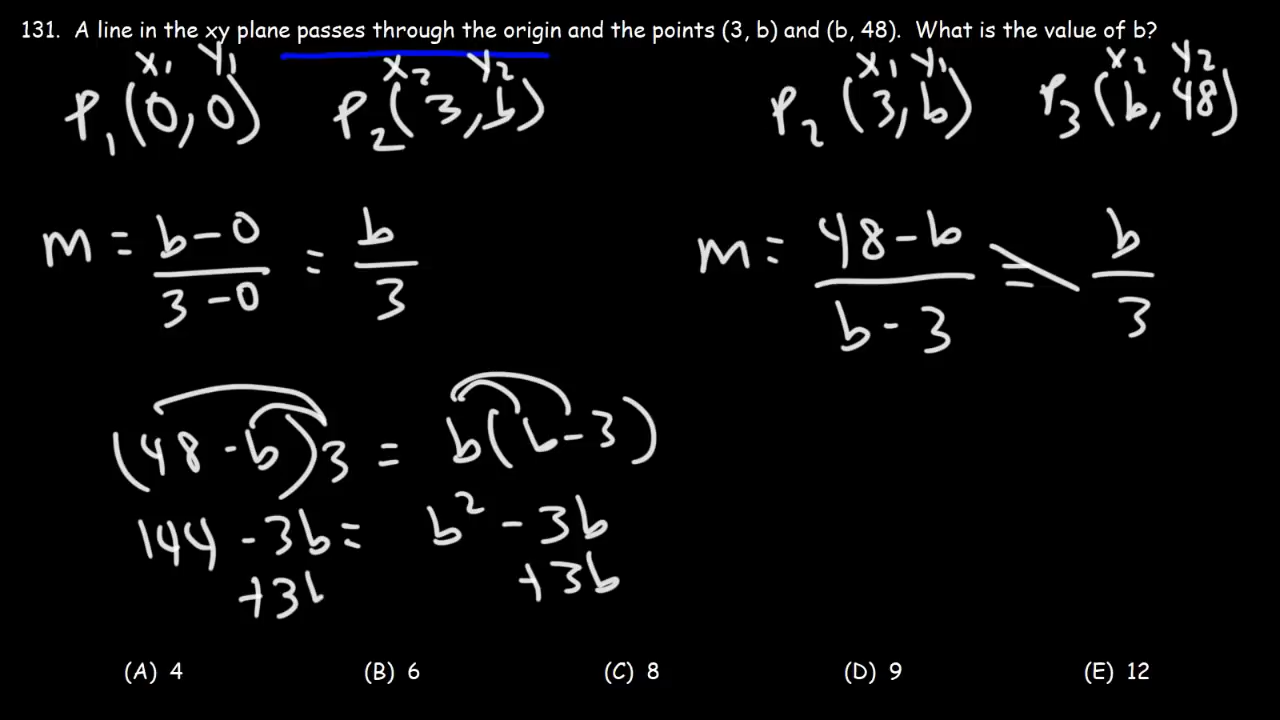 131. A line in the xy plane passes through the origin and the points (3, b) and (b, 48). What is the value of b?
x₁ y₁ x₂ y₂ x₁ y₁ x₂ y₂
P₁ (0, 0) P₂ (3, b) P₂ (3, b) P₃ (b, 48)
m = b - 0 / 3 - 0 = b / 3 m = 48 - b / b - 3 = b / 3
(48 - b) 3 = b (b - 3)
144 - 3b = b² - 3b
+3b +3b
(A) 4 (B) 6 (C) 8 (D) 9 (E) 12